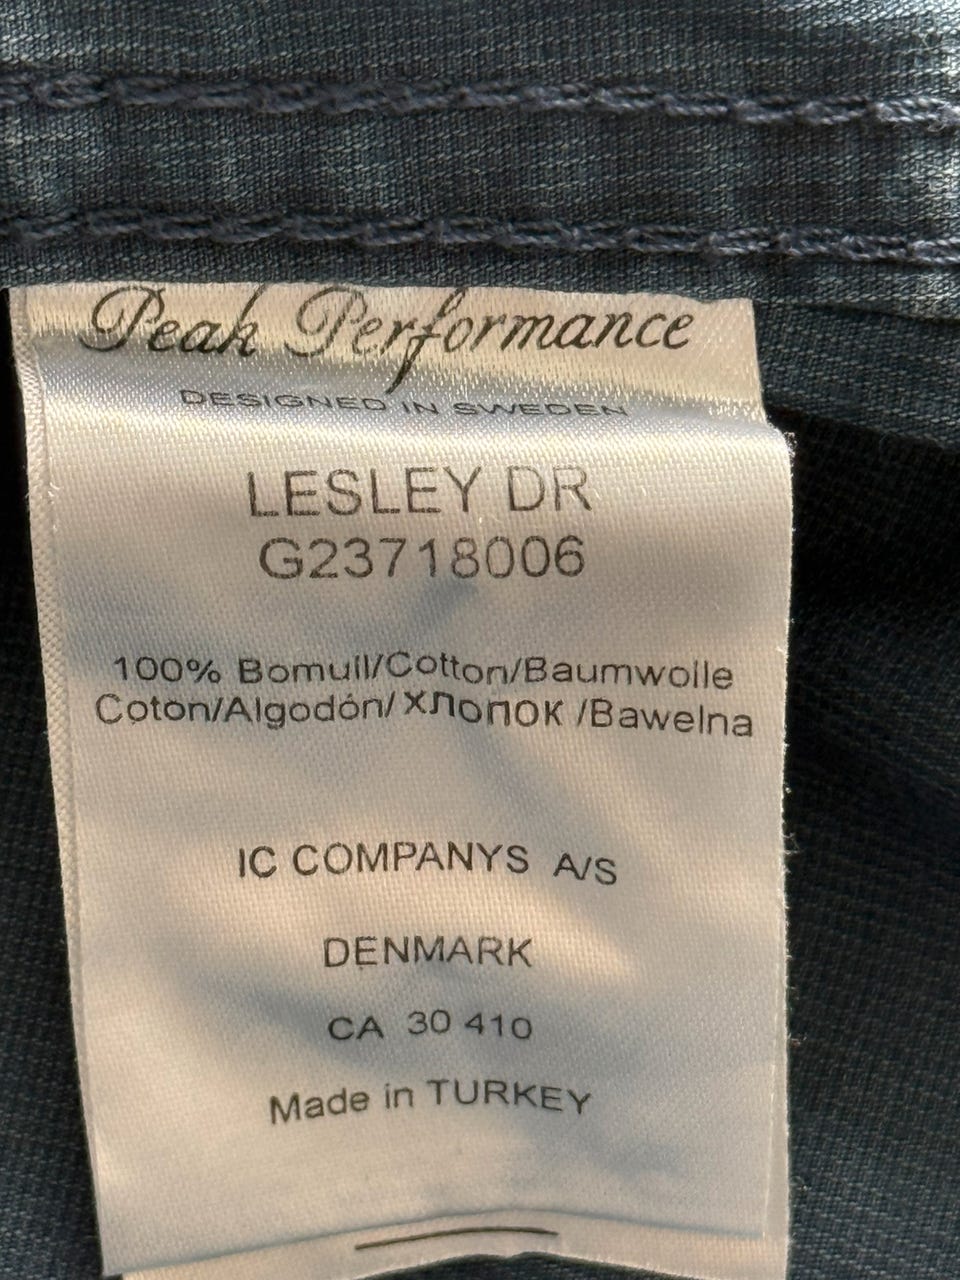 Peak Performance
DESIGNED IN SWEDEN
LESLEY DR
G23718006
100% Bomuil/Cotton/Baumwolle
Coton/Algodón/хлопок /Bawelna
IC COMPANYS A/S
DENMARK
CA 30 410
Made in TURKEY